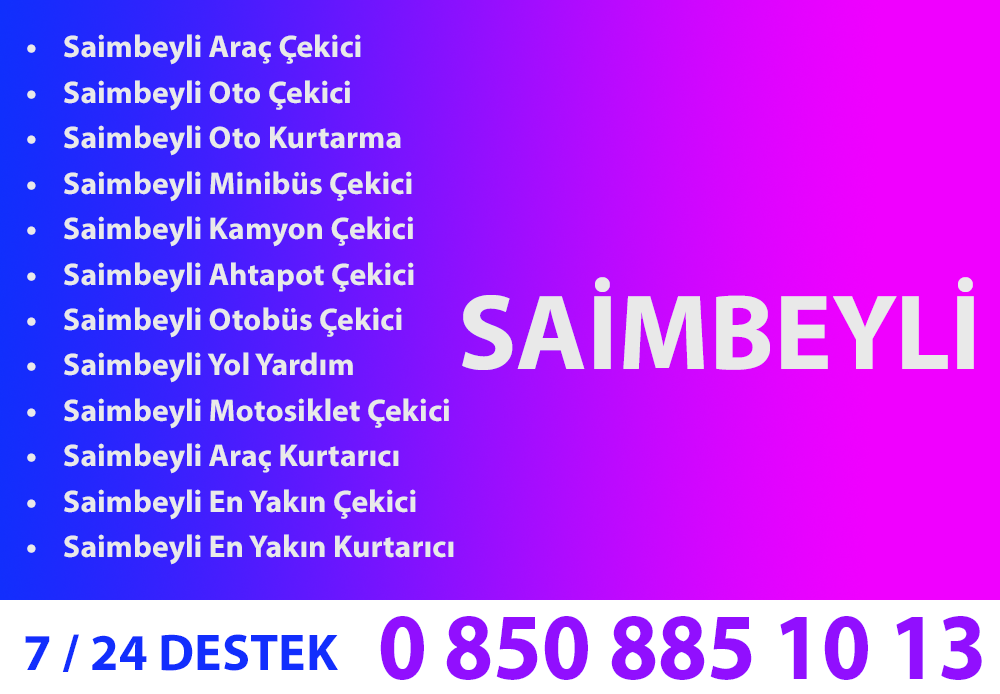 • Saimbeyli Araç Çekici
• Saimbeyli Oto Çekici
• Saimbeyli Oto Kurtarma
• Saimbeyli Minibüs Çekici
• Saimbeyli Kamyon Çekici
• Saimbeyli Ahtapot Çekici
• Saimbeyli Otobüs Çekici
• Saimbeyli Yol Yardım
• Saimbeyli Motosiklet Çekici
• Saimbeyli Araç Kurtarıcı
• Saimbeyli En Yakın Çekici
• Saimbeyli En Yakın Kurtarıcı
SAİMBEYLİ
7 / 24 DESTEK 0 850 885 10 13